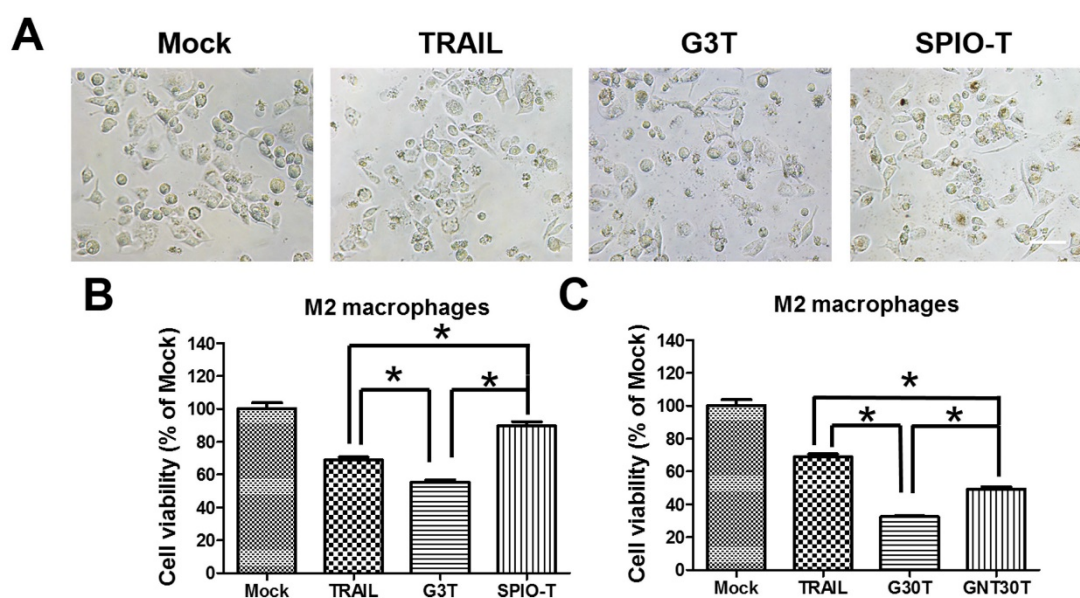 A
Mock TRAIL G3T SPIO-T
B
M2 macrophages
Cell viability (% of Mock)
140
120
100
80
60
40
20
0
* * *
Mock TRAIL G3T SPIO-T
C
M2 macrophages
Cell viability (% of Mock)
140
120
100
80
60
40
20
0
* * *
Mock TRAIL G30T GNT30T